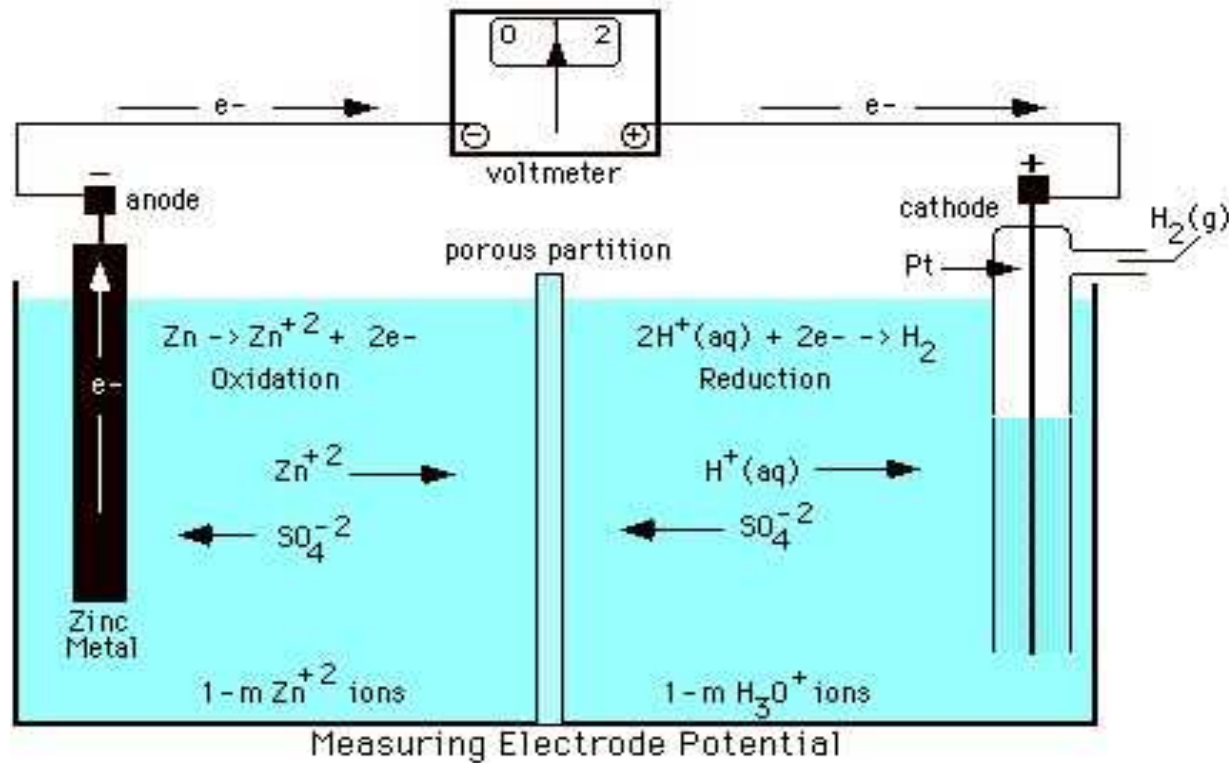 0 2
e- e-
⊖ ⊕
voltmeter
- +
anode cathode
H₂(g)
porous partition
Pt
Zn -> Zn⁺² + 2e- 2H⁺(aq) + 2e- -> H₂
Oxidation Reduction
e-
Zn⁺² H⁺(aq)
SO₄⁻² SO₄⁻²
Zinc
Metal
1-m Zn⁺² ions 1-m H₃O⁺ ions
Measuring Electrode Potential